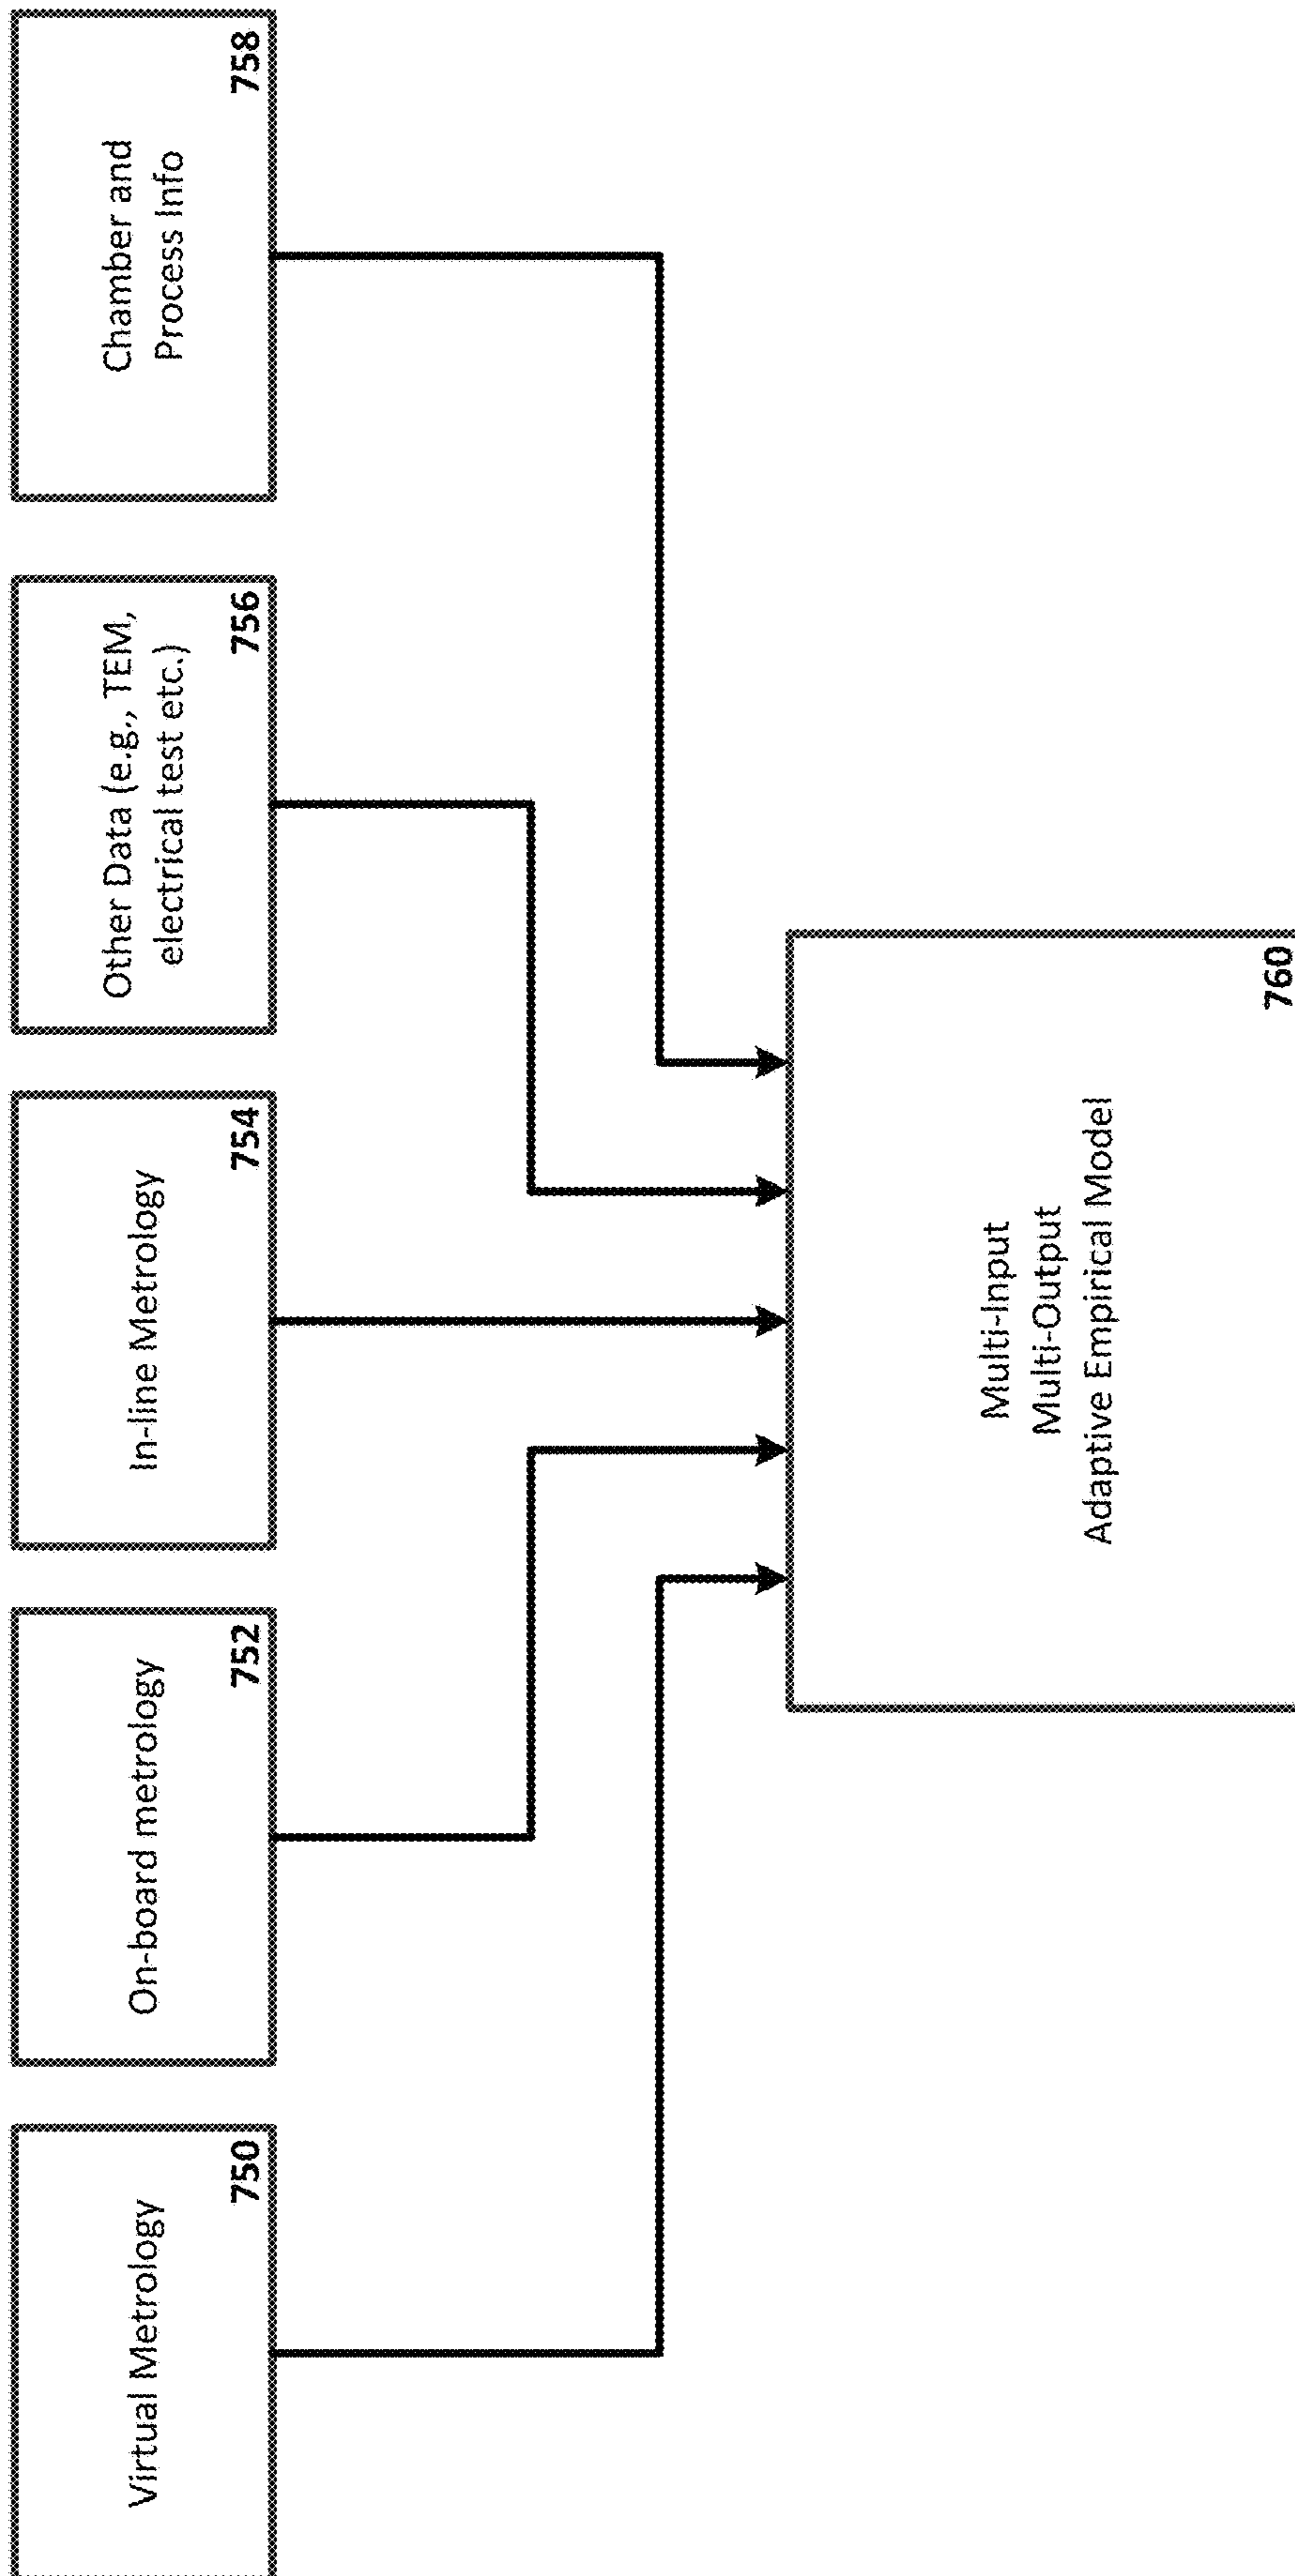 Virtual Metrology
750
On-board metrology
752
In-line Metrology
754
Other Data (e.g., TEM,
electrical test etc.)
756
Chamber and
Process Info
758
Multi-Input
Multi-Output
Adaptive Empirical Model
760